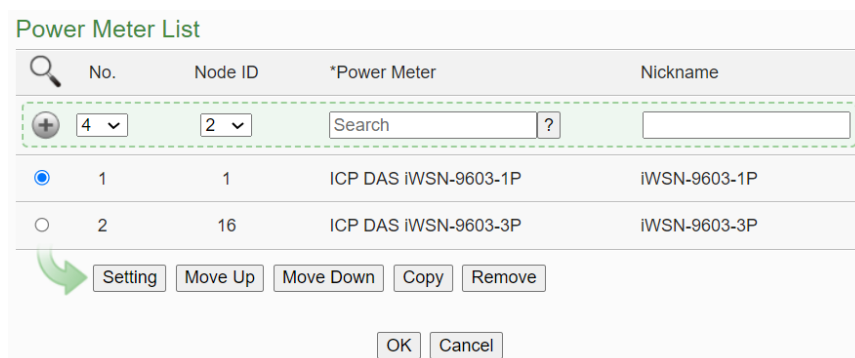 Power Meter List
No. Node ID *Power Meter Nickname
4 2 Search ?
1 1 ICP DAS iWSN-9603-1P iWSN-9603-1P
2 16 ICP DAS iWSN-9603-3P iWSN-9603-3P
Setting Move Up Move Down Copy Remove
OK Cancel